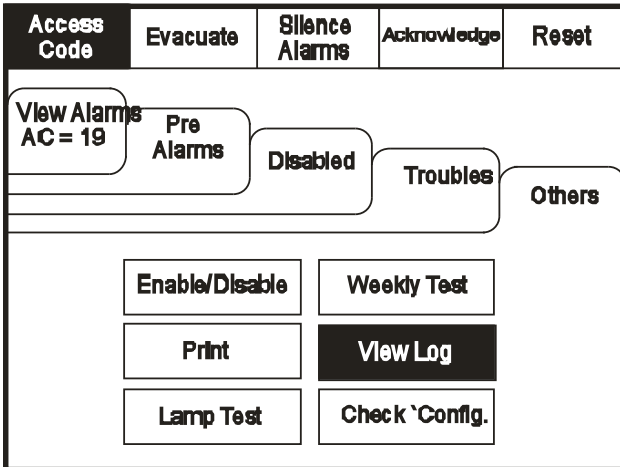 Access
Code
Evacuate
Silence
Alarms
Acknowledge
Reset
View Alarms
AC = 19
Pre
Alarms
Disabled
Troubles
Others
Enable/Disable
Weekly Test
Print
View Log
Lamp Test
Check `Config.